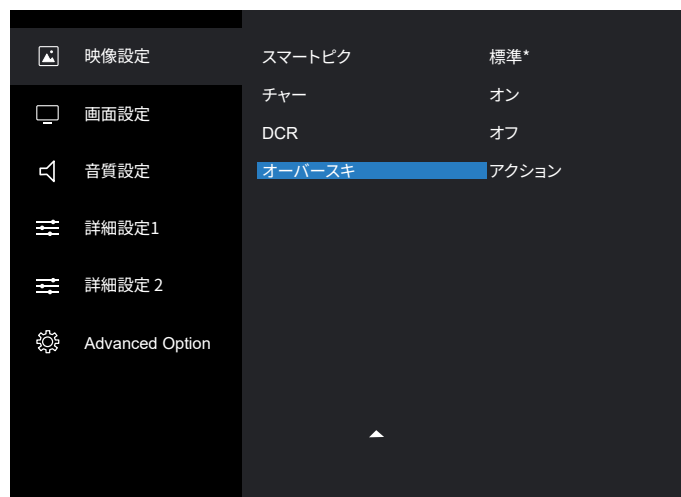 映像設定
画面設定
音質設定
詳細設定1
詳細設定 2
Advanced Option
スマートピク 標準*
チャー オン
DCR オフ
オーバースキ アクション